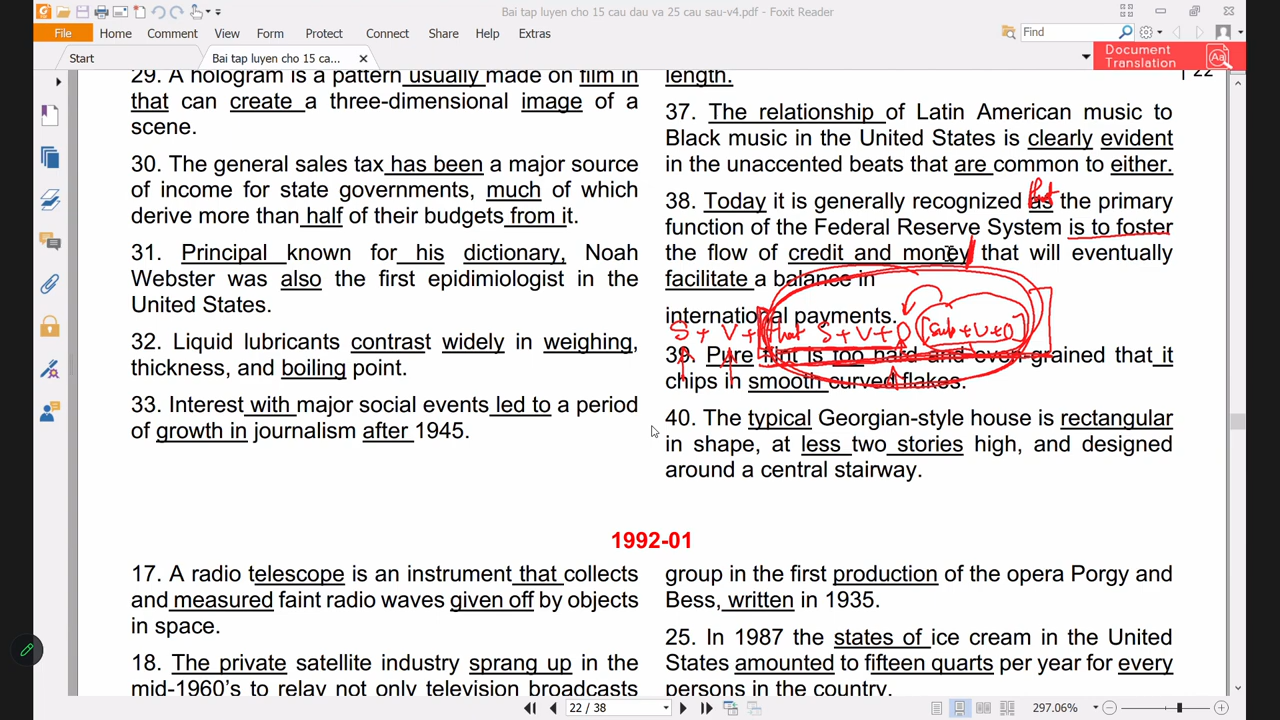 Bai tap luyen cho 15 cau dau va 25 cau sau-v4.pdf - Foxit Reader
File Home Comment View Form Protect Connect Share Help Extras Find
Start Bai tap luyen cho 15 ca... Document Translation
29. A hologram is a pattern usually made on film in
that can create a three-dimensional image of a
scene.
30. The general sales tax has been a major source
of income for state governments, much of which
derive more than half of their budgets from it.
31. Principal known for his dictionary, Noah
Webster was also the first epidimiologist in the
United States.
32. Liquid lubricants contrast widely in weighing,
thickness, and boiling point.
33. Interest with major social events led to a period
of growth in journalism after 1945.
length.
| 22
37. The relationship of Latin American music to
Black music in the United States is clearly evident
in the unaccented beats that are common to either.
that
38. Today it is generally recognized as the primary
function of the Federal Reserve System is to foster
the flow of credit and money that will eventually
facilitate a balance in
international payments.
S + V + that S + V + O [sub + V + O]
39. Pure flint is too hard and even-grained that it
chips in smooth curved flakes.
40. The typical Georgian-style house is rectangular
in shape, at less two stories high, and designed
around a central stairway.
1992-01
17. A radio telescope is an instrument that collects
and measured faint radio waves given off by objects
in space.
18. The private satellite industry sprang up in the
mid-1960's to relay not only television broadcasts
group in the first production of the opera Porgy and
Bess, written in 1935.
25. In 1987 the states of ice cream in the United
States amounted to fifteen quarts per year for every
persons in the country.
22 / 38 297.06%